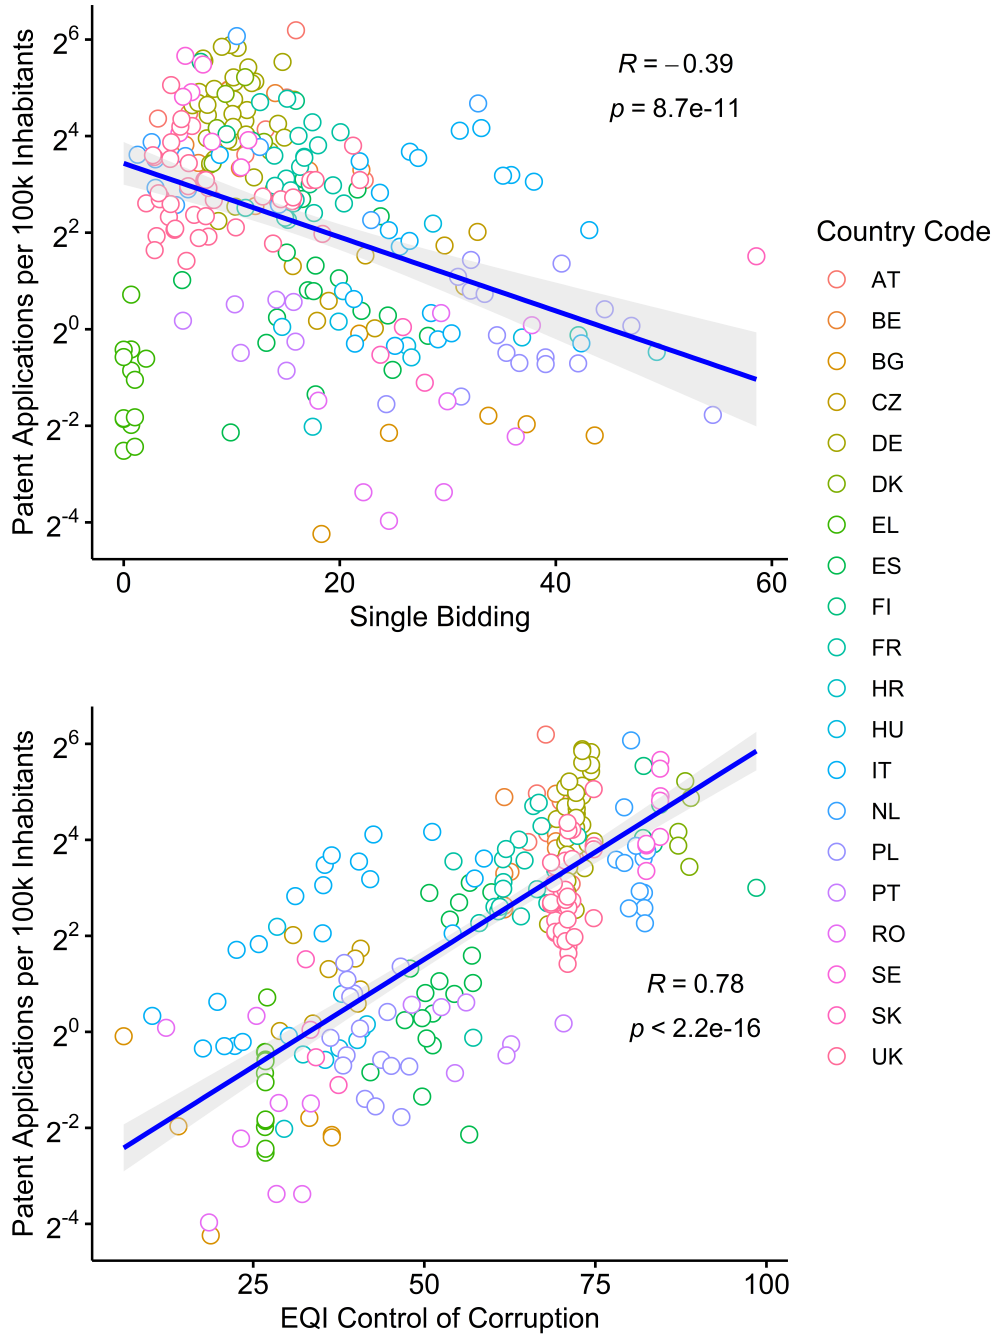 Patent Applications per 100k Inhabitants
2^6
2^4
2^2
2^0
2^-2
2^-4
R = −0.39
p = 8.7e-11
0 20 40 60
Single Bidding
Patent Applications per 100k Inhabitants
2^6
2^4
2^2
2^0
2^-2
2^-4
R = 0.78
p < 2.2e-16
25 50 75 100
EQI Control of Corruption
Country Code
AT
BE
BG
CZ
DE
DK
EL
ES
FI
FR
HR
HU
IT
NL
PL
PT
RO
SE
SK
UK